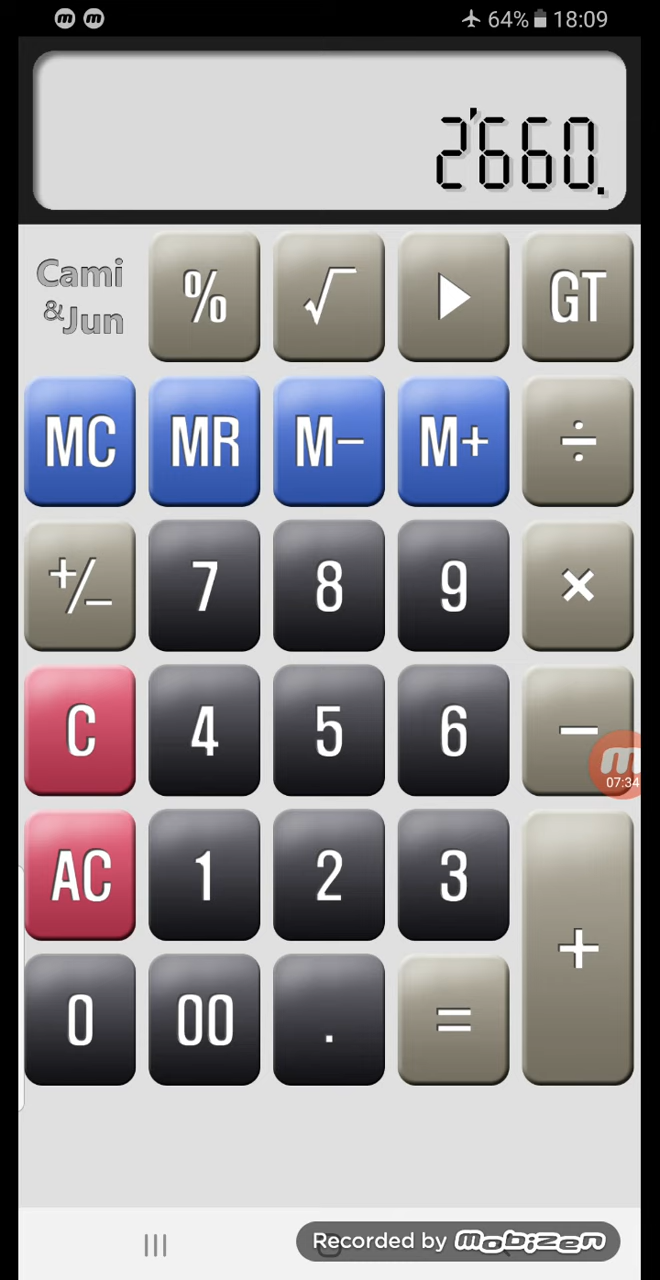 64% 18:09
2'660.
Cami
&Jun
% √ ▶ GT
MC MR M− M+ ÷
+/− 7 8 9 ×
C 4 5 6 −
07:34
AC 1 2 3 +
0 00 . =
Recorded by mobizen